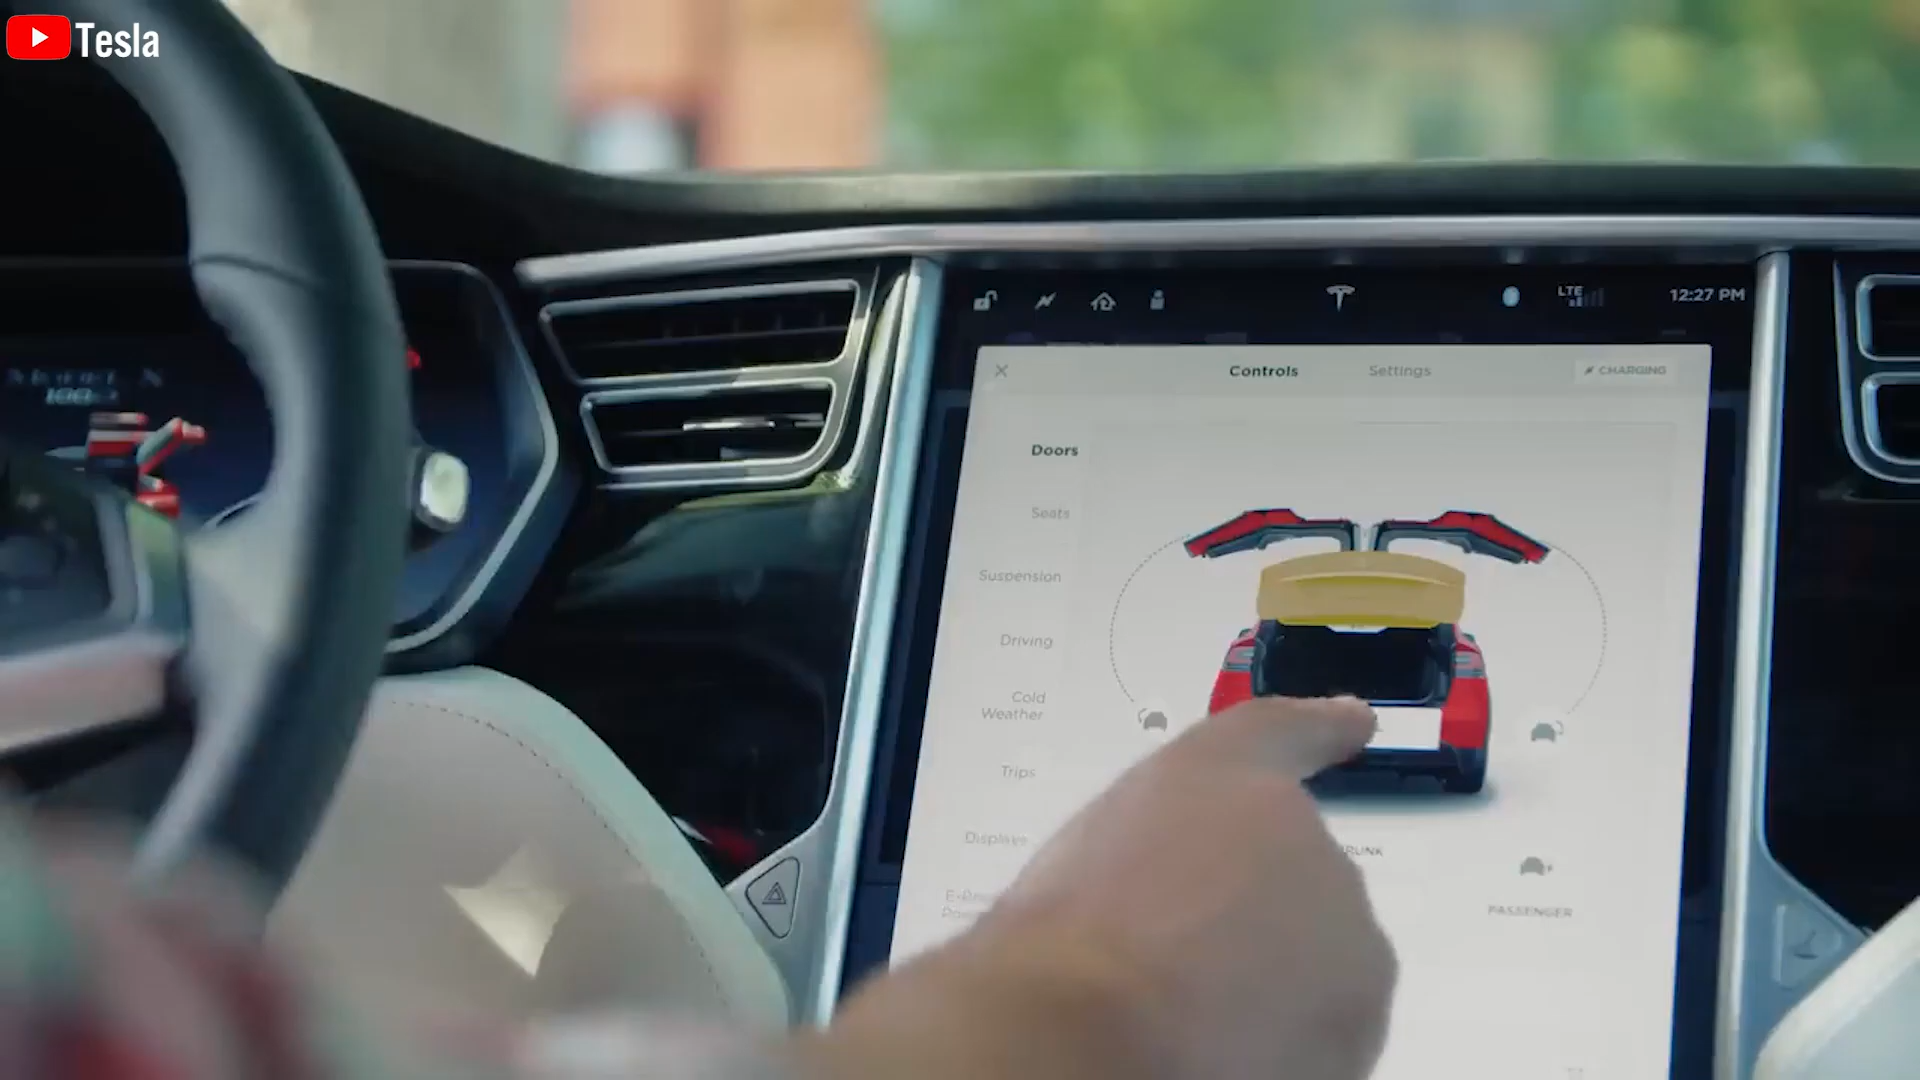 Tesla
LTE
12:27 PM
Controls
Settings
CHARGING
Doors
Seats
Suspension
Driving
Cold
Weather
Trips
Displays
PASSENGER